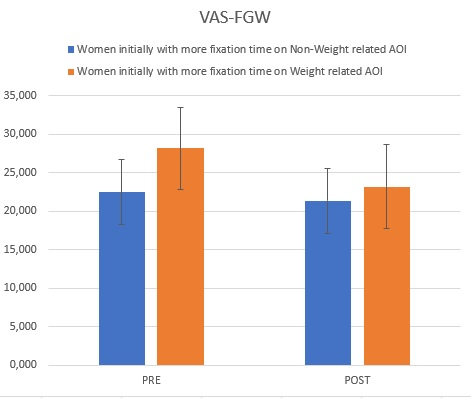 VAS-FGW
Women initially with more fixation time on Non-Weight related AOI
Women initially with more fixation time on Weight related AOI
35,000
30,000
25,000
20,000
15,000
10,000
5,000
0,000
PRE POST